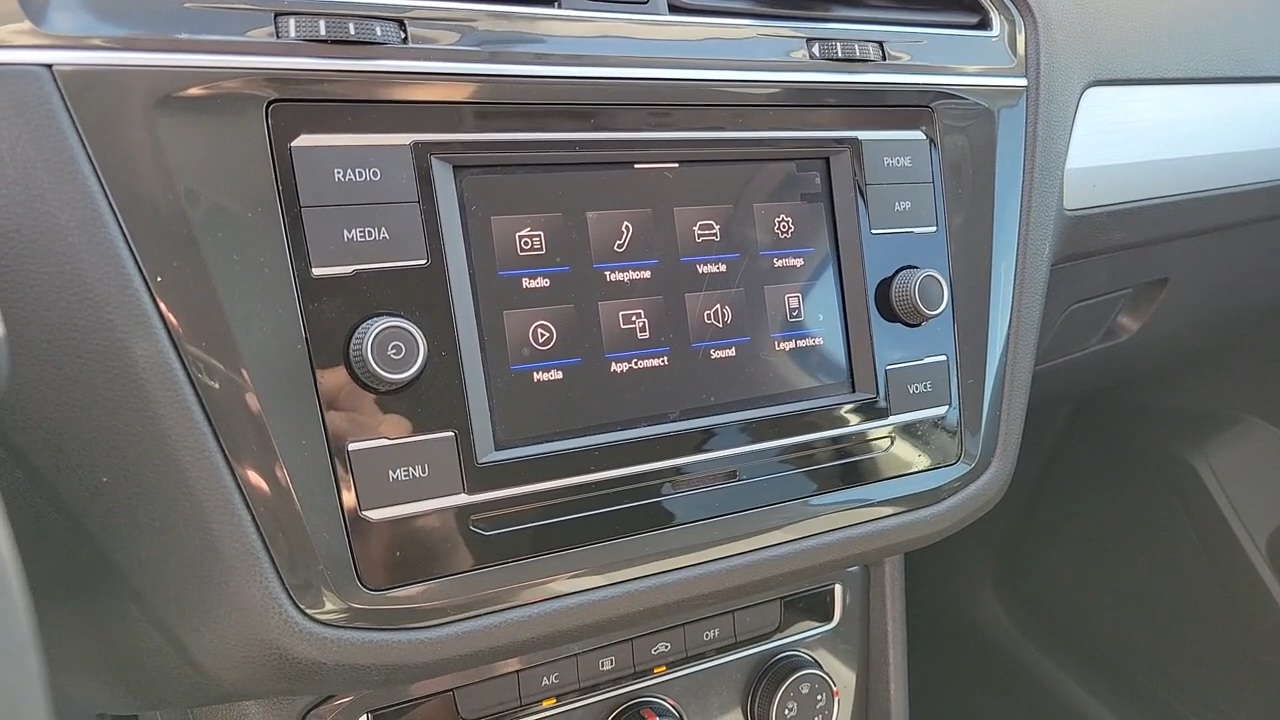 RADIO
MEDIA
MENU
Radio
Telephone
Vehicle
Settings
Media
App-Connect
Sound
Legal notices
PHONE
APP
VOICE
A/C
OFF